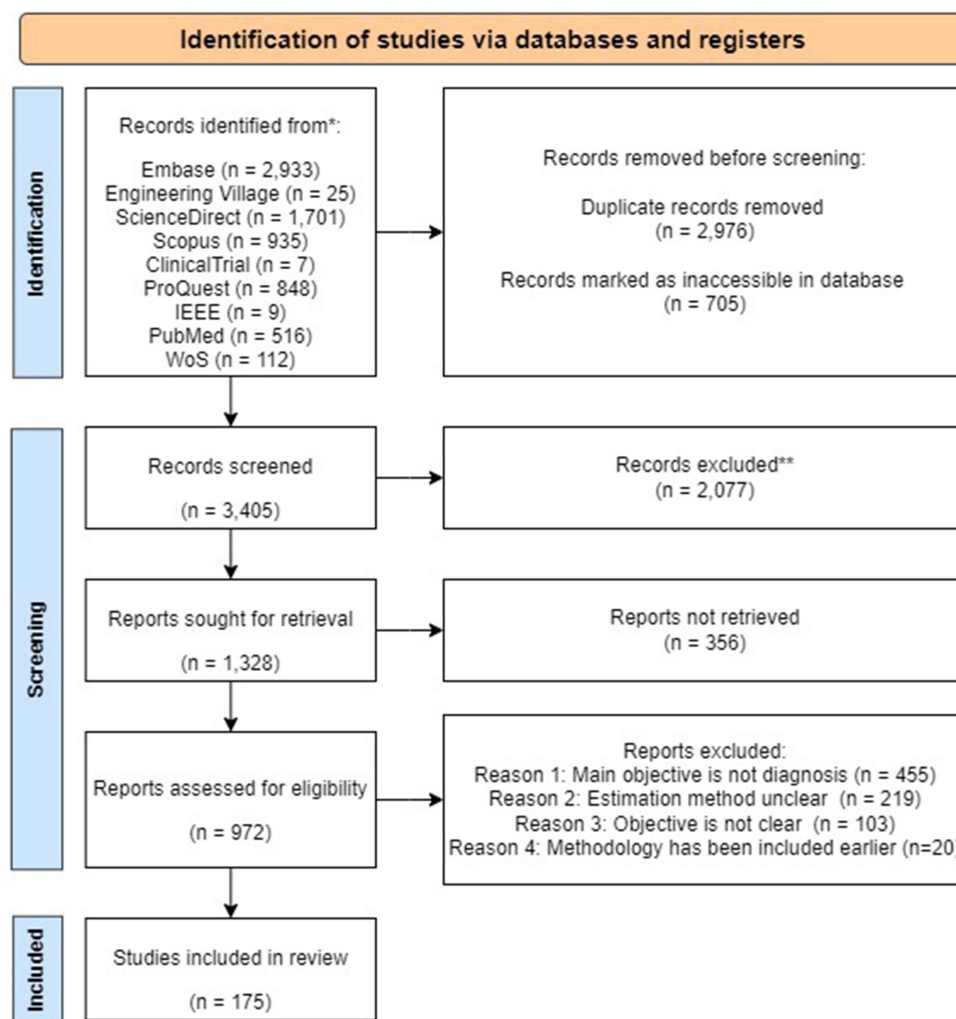 Identification of studies via databases and registers
Identification
Records identified from*:
Embase (n = 2,933)
Engineering Village (n = 25)
ScienceDirect (n = 1,701)
Scopus (n = 935)
ClinicalTrial (n = 7)
ProQuest (n = 848)
IEEE (n = 9)
PubMed (n = 516)
WoS (n = 112)
Records removed before screening:
Duplicate records removed
(n = 2,976)
Records marked as inaccessible in database
(n = 705)
Screening
Records screened
(n = 3,405)
Records excluded**
(n = 2,077)
Reports sought for retrieval
(n = 1,328)
Reports not retrieved
(n = 356)
Reports assessed for eligibility
(n = 972)
Reports excluded:
Reason 1: Main objective is not diagnosis (n = 455)
Reason 2: Estimation method unclear (n = 219)
Reason 3: Objective is not clear (n = 103)
Reason 4: Methodology has been included earlier (n=20)
Included
Studies included in review
(n = 175)